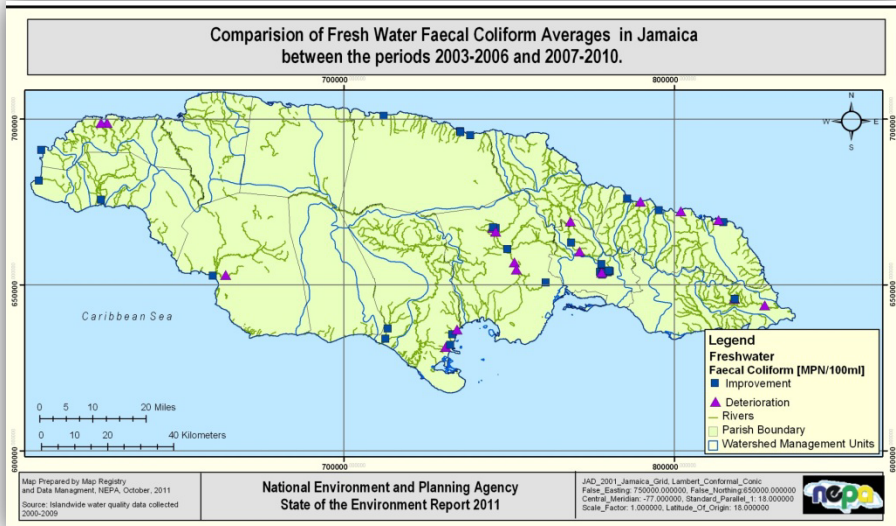 Comparision of Fresh Water Faecal Coliform Averages in Jamaica
between the periods 2003-2006 and 2007-2010.
700000
800000
N
W
E
S
700000
700000
650000
650000
Caribbean Sea
0 5 10 20 Miles
0 10 20 40 Kilometers
Legend
Freshwater
Faecal Coliform [MPN/100ml]
Improvement
Deterioration
Rivers
Parish Boundary
Watershed Management Units
600000
600000
700000
800000
Map Prepared by Map Registry
and Data Managment, NEPA, October, 2011
Source: Islandwide water quality data collected
2000-2009
National Environment and Planning Agency
State of the Environment Report 2011
JAD_2001_Jamaica_Grid, Lambert_Conformal_Conic
False_Easting: 750000.000000, False_Northing:650000.000000
Central_Meridian: -77.000000, Standard_Parallel_1: 18.000000
Scale_Factor: 1.000000, Latitude_Of_Origin: 18.000000
nepa